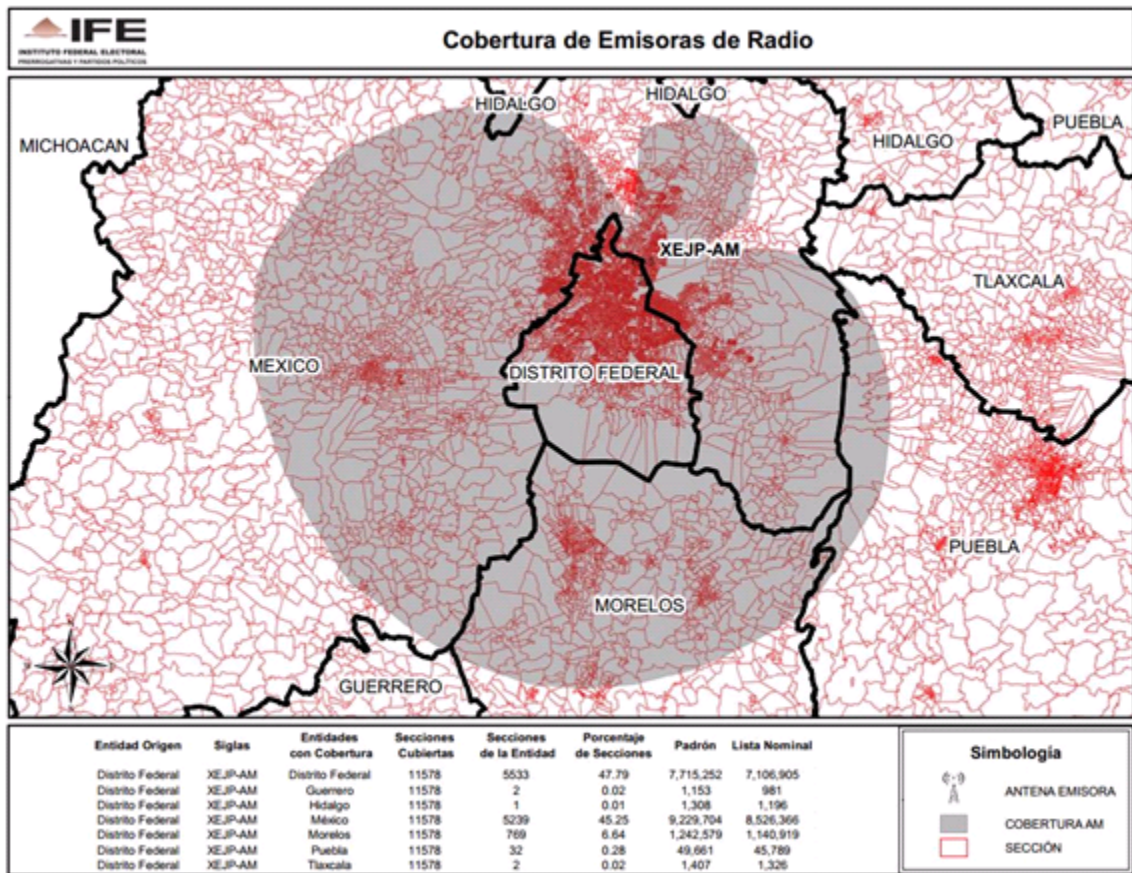 IFE
INSTITUTO FEDERAL ELECTORAL
PRERROGATIVAS Y PARTIDOS POLÍTICOS
Cobertura de Emisoras de Radio
HIDALGO
HIDALGO
MICHOACAN
HIDALGO
PUEBLA
XEJP-AM
TLAXCALA
MEXICO
DISTRITO FEDERAL
PUEBLA
MORELOS
GUERRERO
Entidad Origen Siglas Entidades con Cobertura Secciones Cubiertas Secciones de la Entidad Porcentaje de Secciones Padrón Lista Nominal
Distrito Federal XEJP-AM Distrito Federal 11578 5533 47.79 7,715,252 7,106,905
Distrito Federal XEJP-AM Guerrero 11578 2 0.02 1,153 981
Distrito Federal XEJP-AM Hidalgo 11578 1 0.01 1,308 1,196
Distrito Federal XEJP-AM México 11578 5239 45.25 9,229,704 8,526,366
Distrito Federal XEJP-AM Morelos 11578 769 6.64 1,242,579 1,140,919
Distrito Federal XEJP-AM Puebla 11578 32 0.28 49,661 45,789
Distrito Federal XEJP-AM Tlaxcala 11578 2 0.02 1,407 1,326
Simbología
ANTENA EMISORA
COBERTURA AM
SECCIÓN